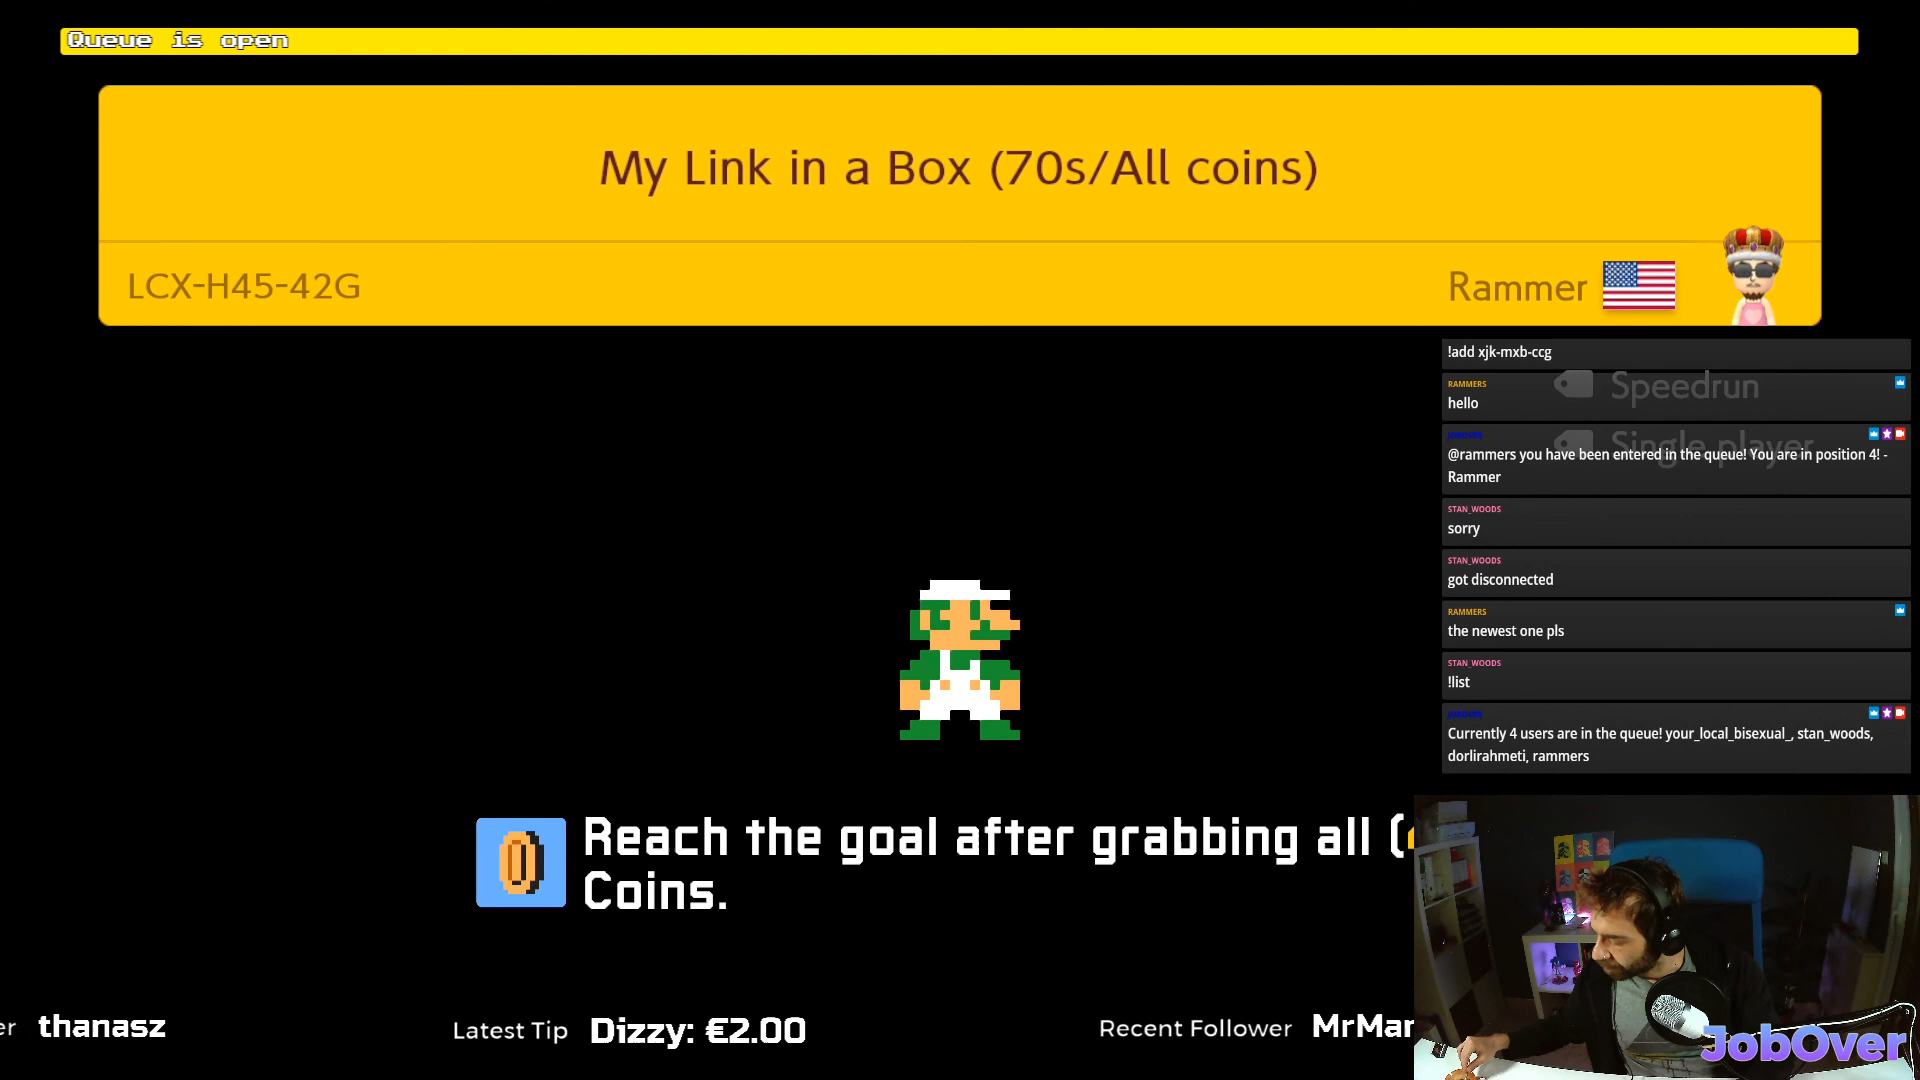 Queue is open
My Link in a Box (70s/All coins)
LCX-H45-42G
Rammer
!add xjk-mxb-ccg
Speedrun
RAMMERS
hello
Single player
@rammers you have been entered in the queue! You are in position 4! -
Rammer
STAN_WOODS
sorry
STAN_WOODS
got disconnected
RAMMERS
the newest one pls
STAN_WOODS
!list
Currently 4 users are in the queue! your_local_bisexual_, stan_woods,
dorlirahmeti, rammers
Reach the goal after grabbing all (
Coins.
er thanasz
Latest Tip Dizzy: €2.00
Recent Follower MrMar
JobOver